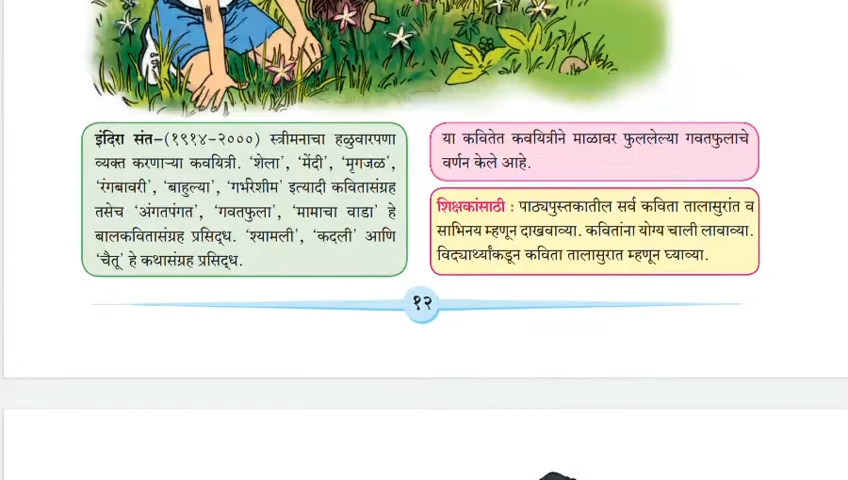 इंदिरा संत-(१९१४-२०००) स्त्रीमनाचा हळुवारपणा
व्यक्त करणाऱ्या कवयित्री. ‘शेला’, ‘मेंदी’, ‘मृगजळ’,
‘रंगबावरी’, ‘बाहुल्या’, ‘गर्भरेशीम’ इत्यादी कवितासंग्रह
तसेच ‘अंगतपंगत’, ‘गवतफुला’, ‘मामाचा वाडा’ हे
बालकवितासंग्रह प्रसिद्ध. ‘श्यामली’, ‘कदली’ आणि
‘चैतू’ हे कथासंग्रह प्रसिद्ध.
या कवितेत कवयित्रीने माळावर फुललेल्या गवतफुलाचे
वर्णन केले आहे.
शिक्षकांसाठी : पाठ्यपुस्तकातील सर्व कविता तालासुरांत व
साभिनय म्हणून दाखवाव्या. कवितांना योग्य चाली लावाव्या.
विद्यार्थ्यांकडून कविता तालासुरात म्हणून घ्याव्या.
१२